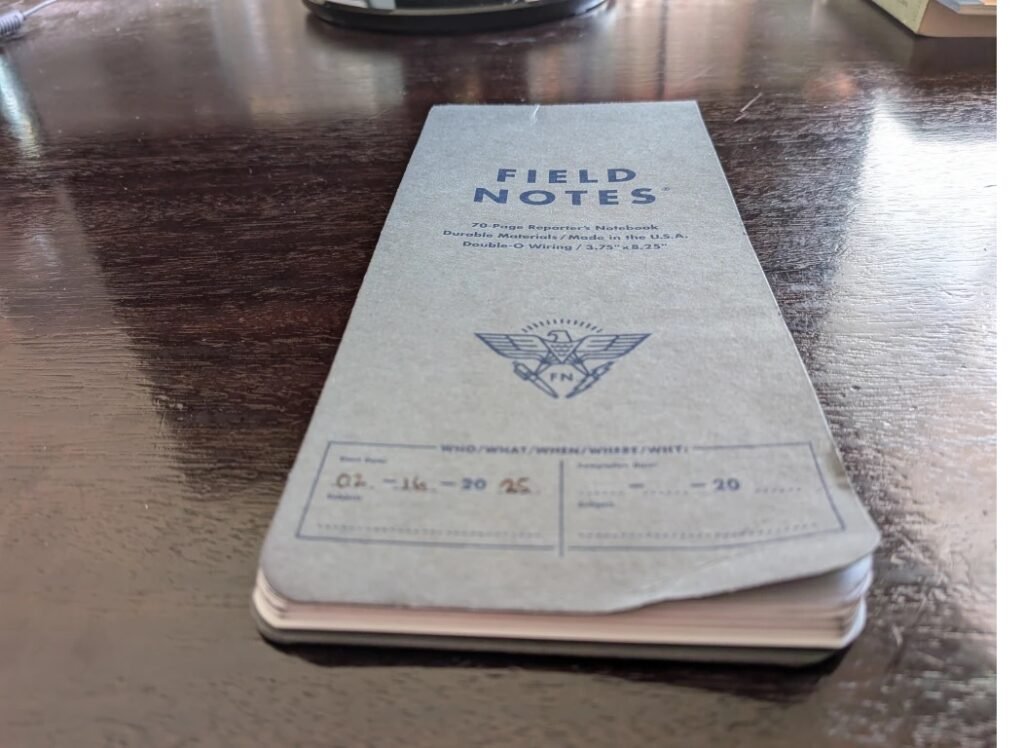 FIELD
NOTES®
70-Page Reporter's Notebook
Durable Materials / Made in the U.S.A.
Double-O Wiring / 3.75" x 8.25"
FN
WHO/WHAT/WHEN/WHERE/WHY:
02 - 16 - 20 25
- - 20